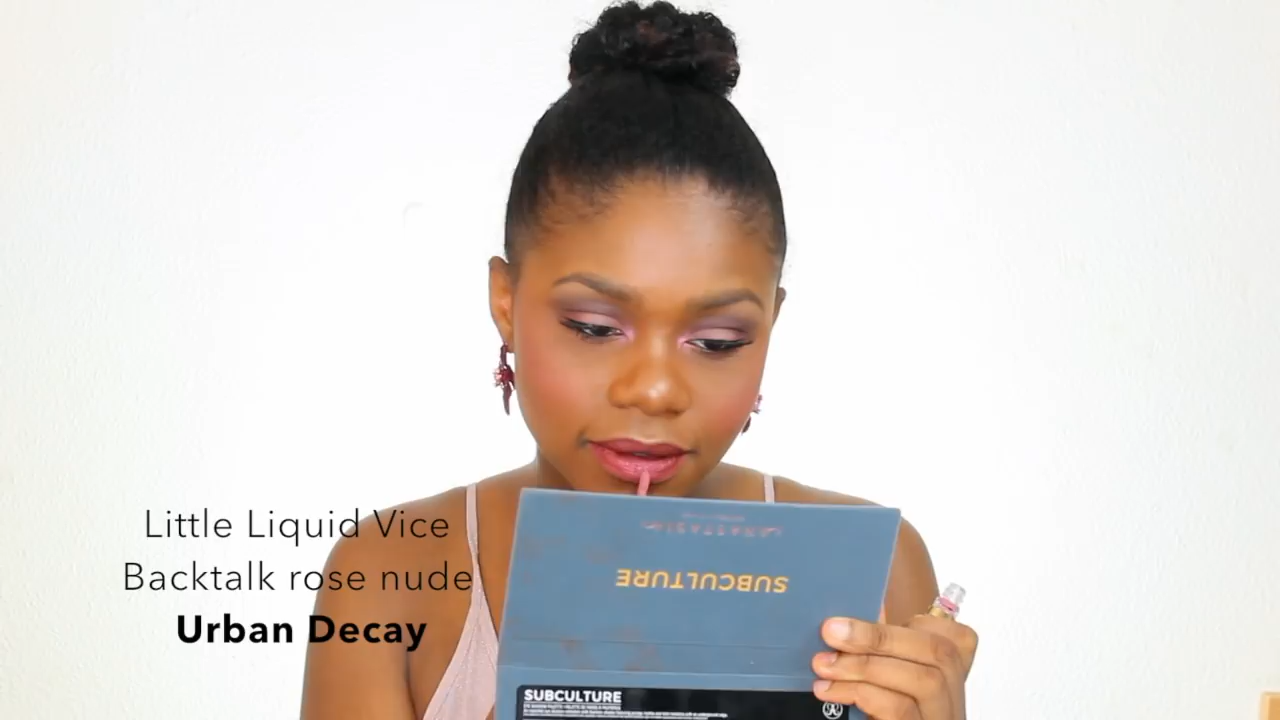 Little Liquid Vice
Backtalk rose nude
Urban Decay
SUBCULTURE
SUBCULTURE